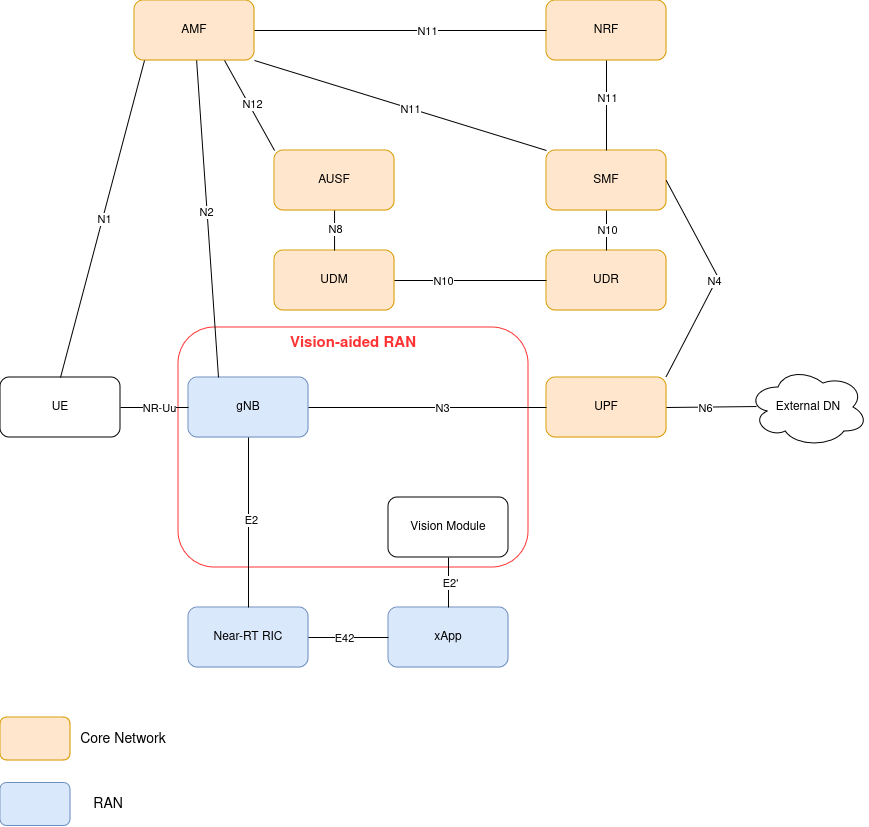 AMF
N11
NRF
N12
N11
N11
AUSF
SMF
N1
N2
N8
N10
UDM
N10
UDR
N4
Vision-aided RAN
UE
NR-Uu
gNB
N3
UPF
N6
External DN
E2
Vision Module
E2'
Near-RT RIC
E42
xApp
Core Network
RAN